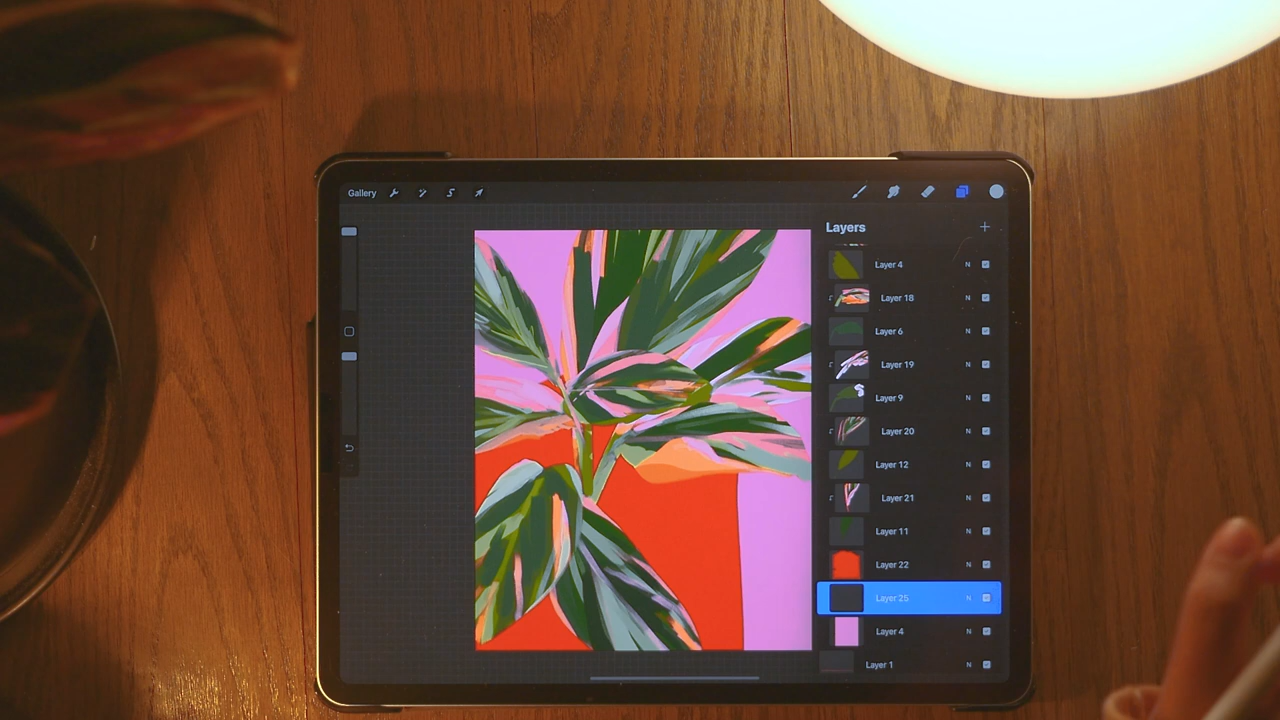 Gallery
Layers
Layer 4 N
Layer 18 N
Layer 6 N
Layer 19 N
Layer 9 N
Layer 20 N
Layer 12 N
Layer 21 N
Layer 11 N
Layer 22 N
Layer 25 N
Layer 4 N
Layer 1 N